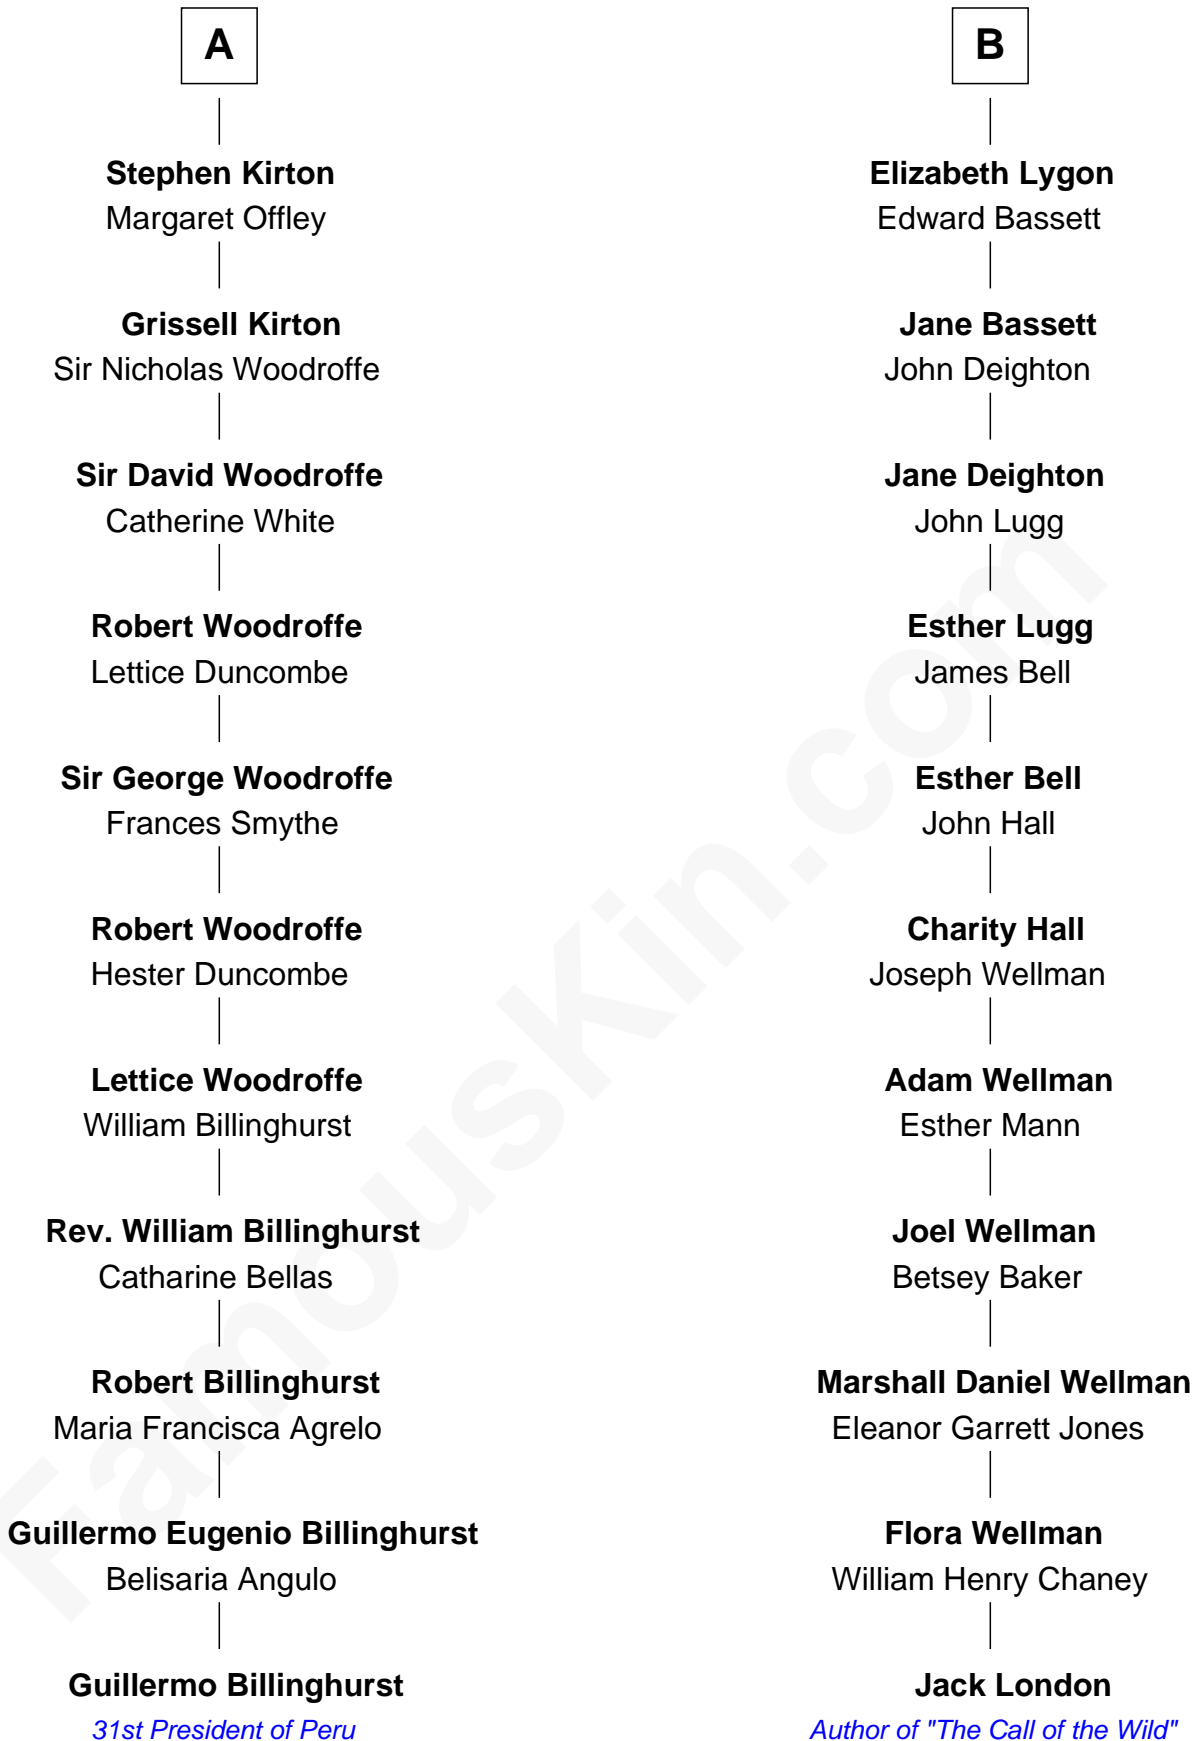 A
Stephen Kirton
Margaret Offley
Grissell Kirton
Sir Nicholas Woodroffe
Sir David Woodroffe
Catherine White
Robert Woodroffe
Lettice Duncombe
Sir George Woodroffe
Frances Smythe
Robert Woodroffe
Hester Duncombe
Lettice Woodroffe
William Billinghurst
Rev. William Billinghurst
Catharine Bellas
Robert Billinghurst
Maria Francisca Agrelo
Guillermo Eugenio Billinghurst
Belisaria Angulo
Guillermo Billinghurst
31st President of Peru
B
Elizabeth Lygon
Edward Bassett
Jane Bassett
John Deighton
Jane Deighton
John Lugg
Esther Lugg
James Bell
Esther Bell
John Hall
Charity Hall
Joseph Wellman
Adam Wellman
Esther Mann
Joel Wellman
Betsey Baker
Marshall Daniel Wellman
Eleanor Garrett Jones
Flora Wellman
William Henry Chaney
Jack London
Author of "The Call of the Wild"
FamousKin.com